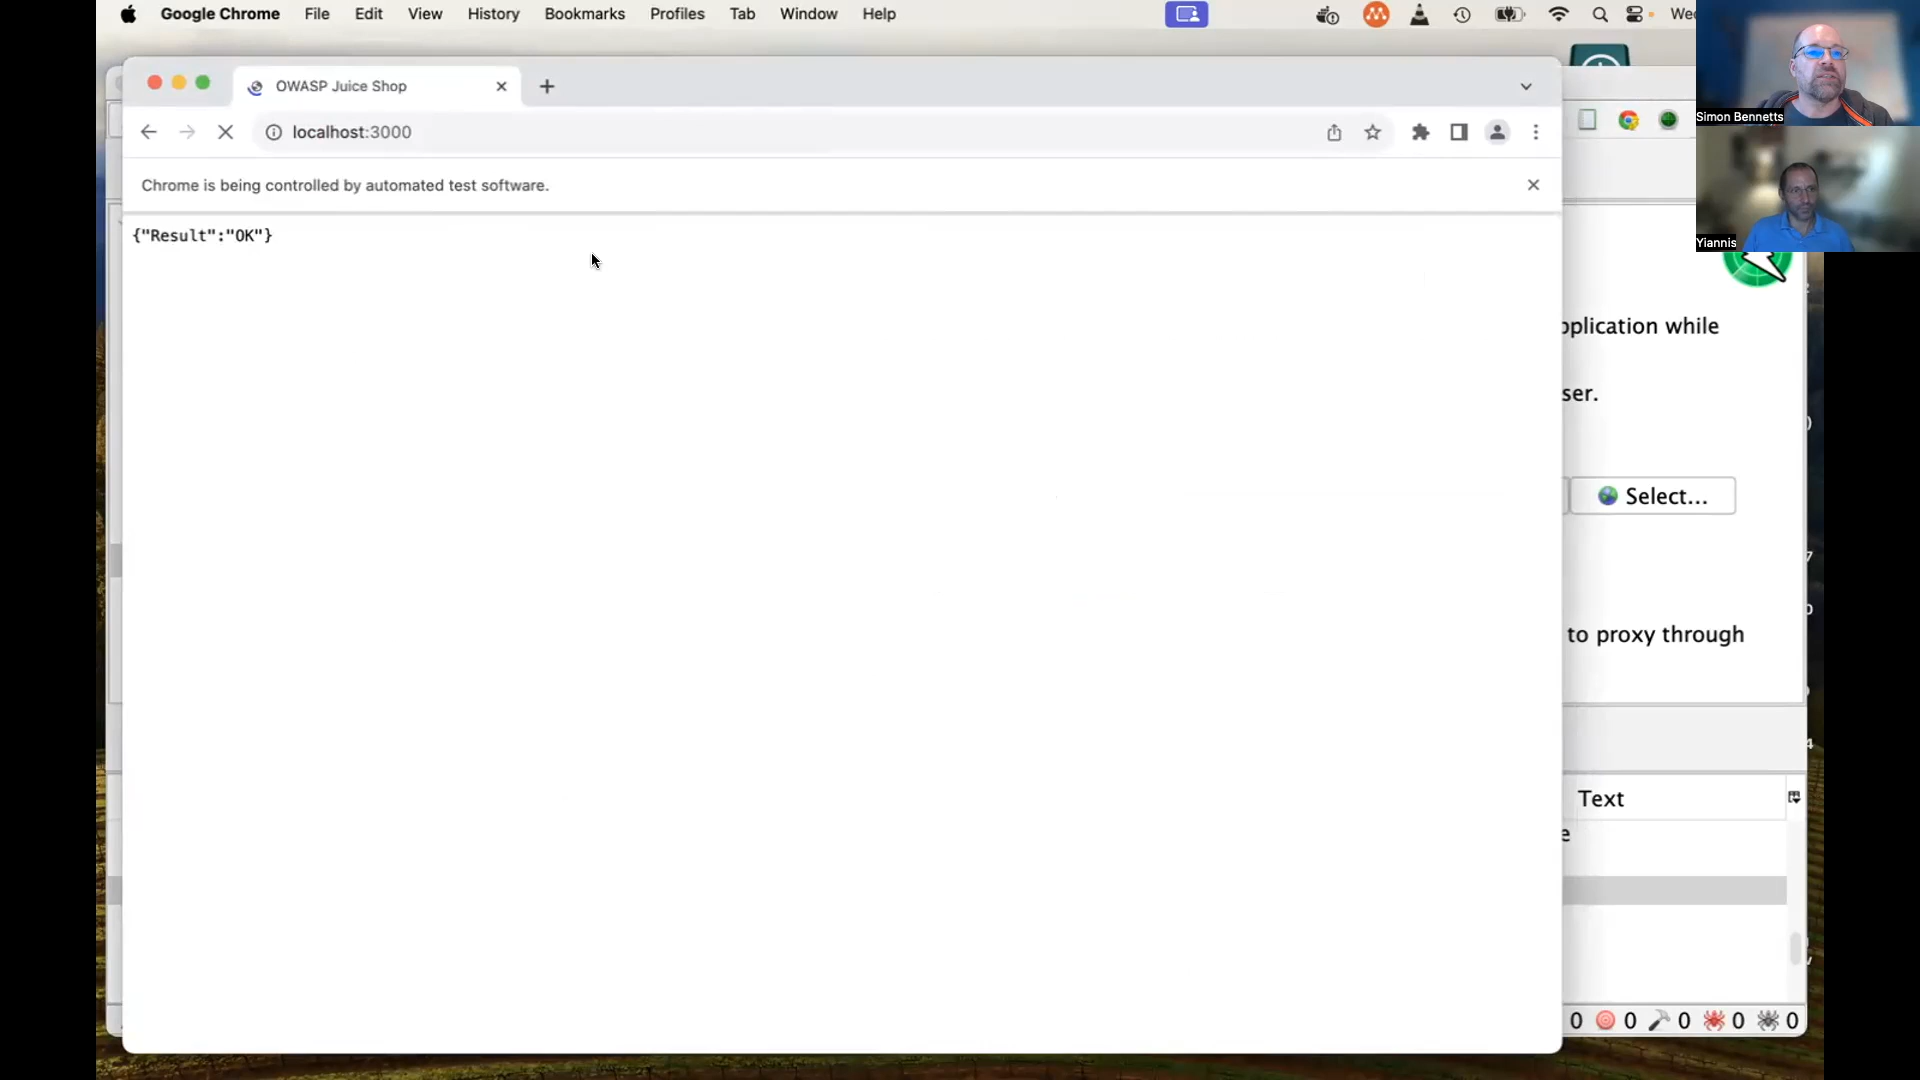 Google Chrome File Edit View History Bookmarks Profiles Tab Window Help
Wed
Simon Bennetts
Yiannis
OWASP Juice Shop
localhost:3000
Chrome is being controlled by automated test software.
{"Result":"OK"}
pplication while
ser.
Select...
to proxy through
Text
e
0 0 0 0 0